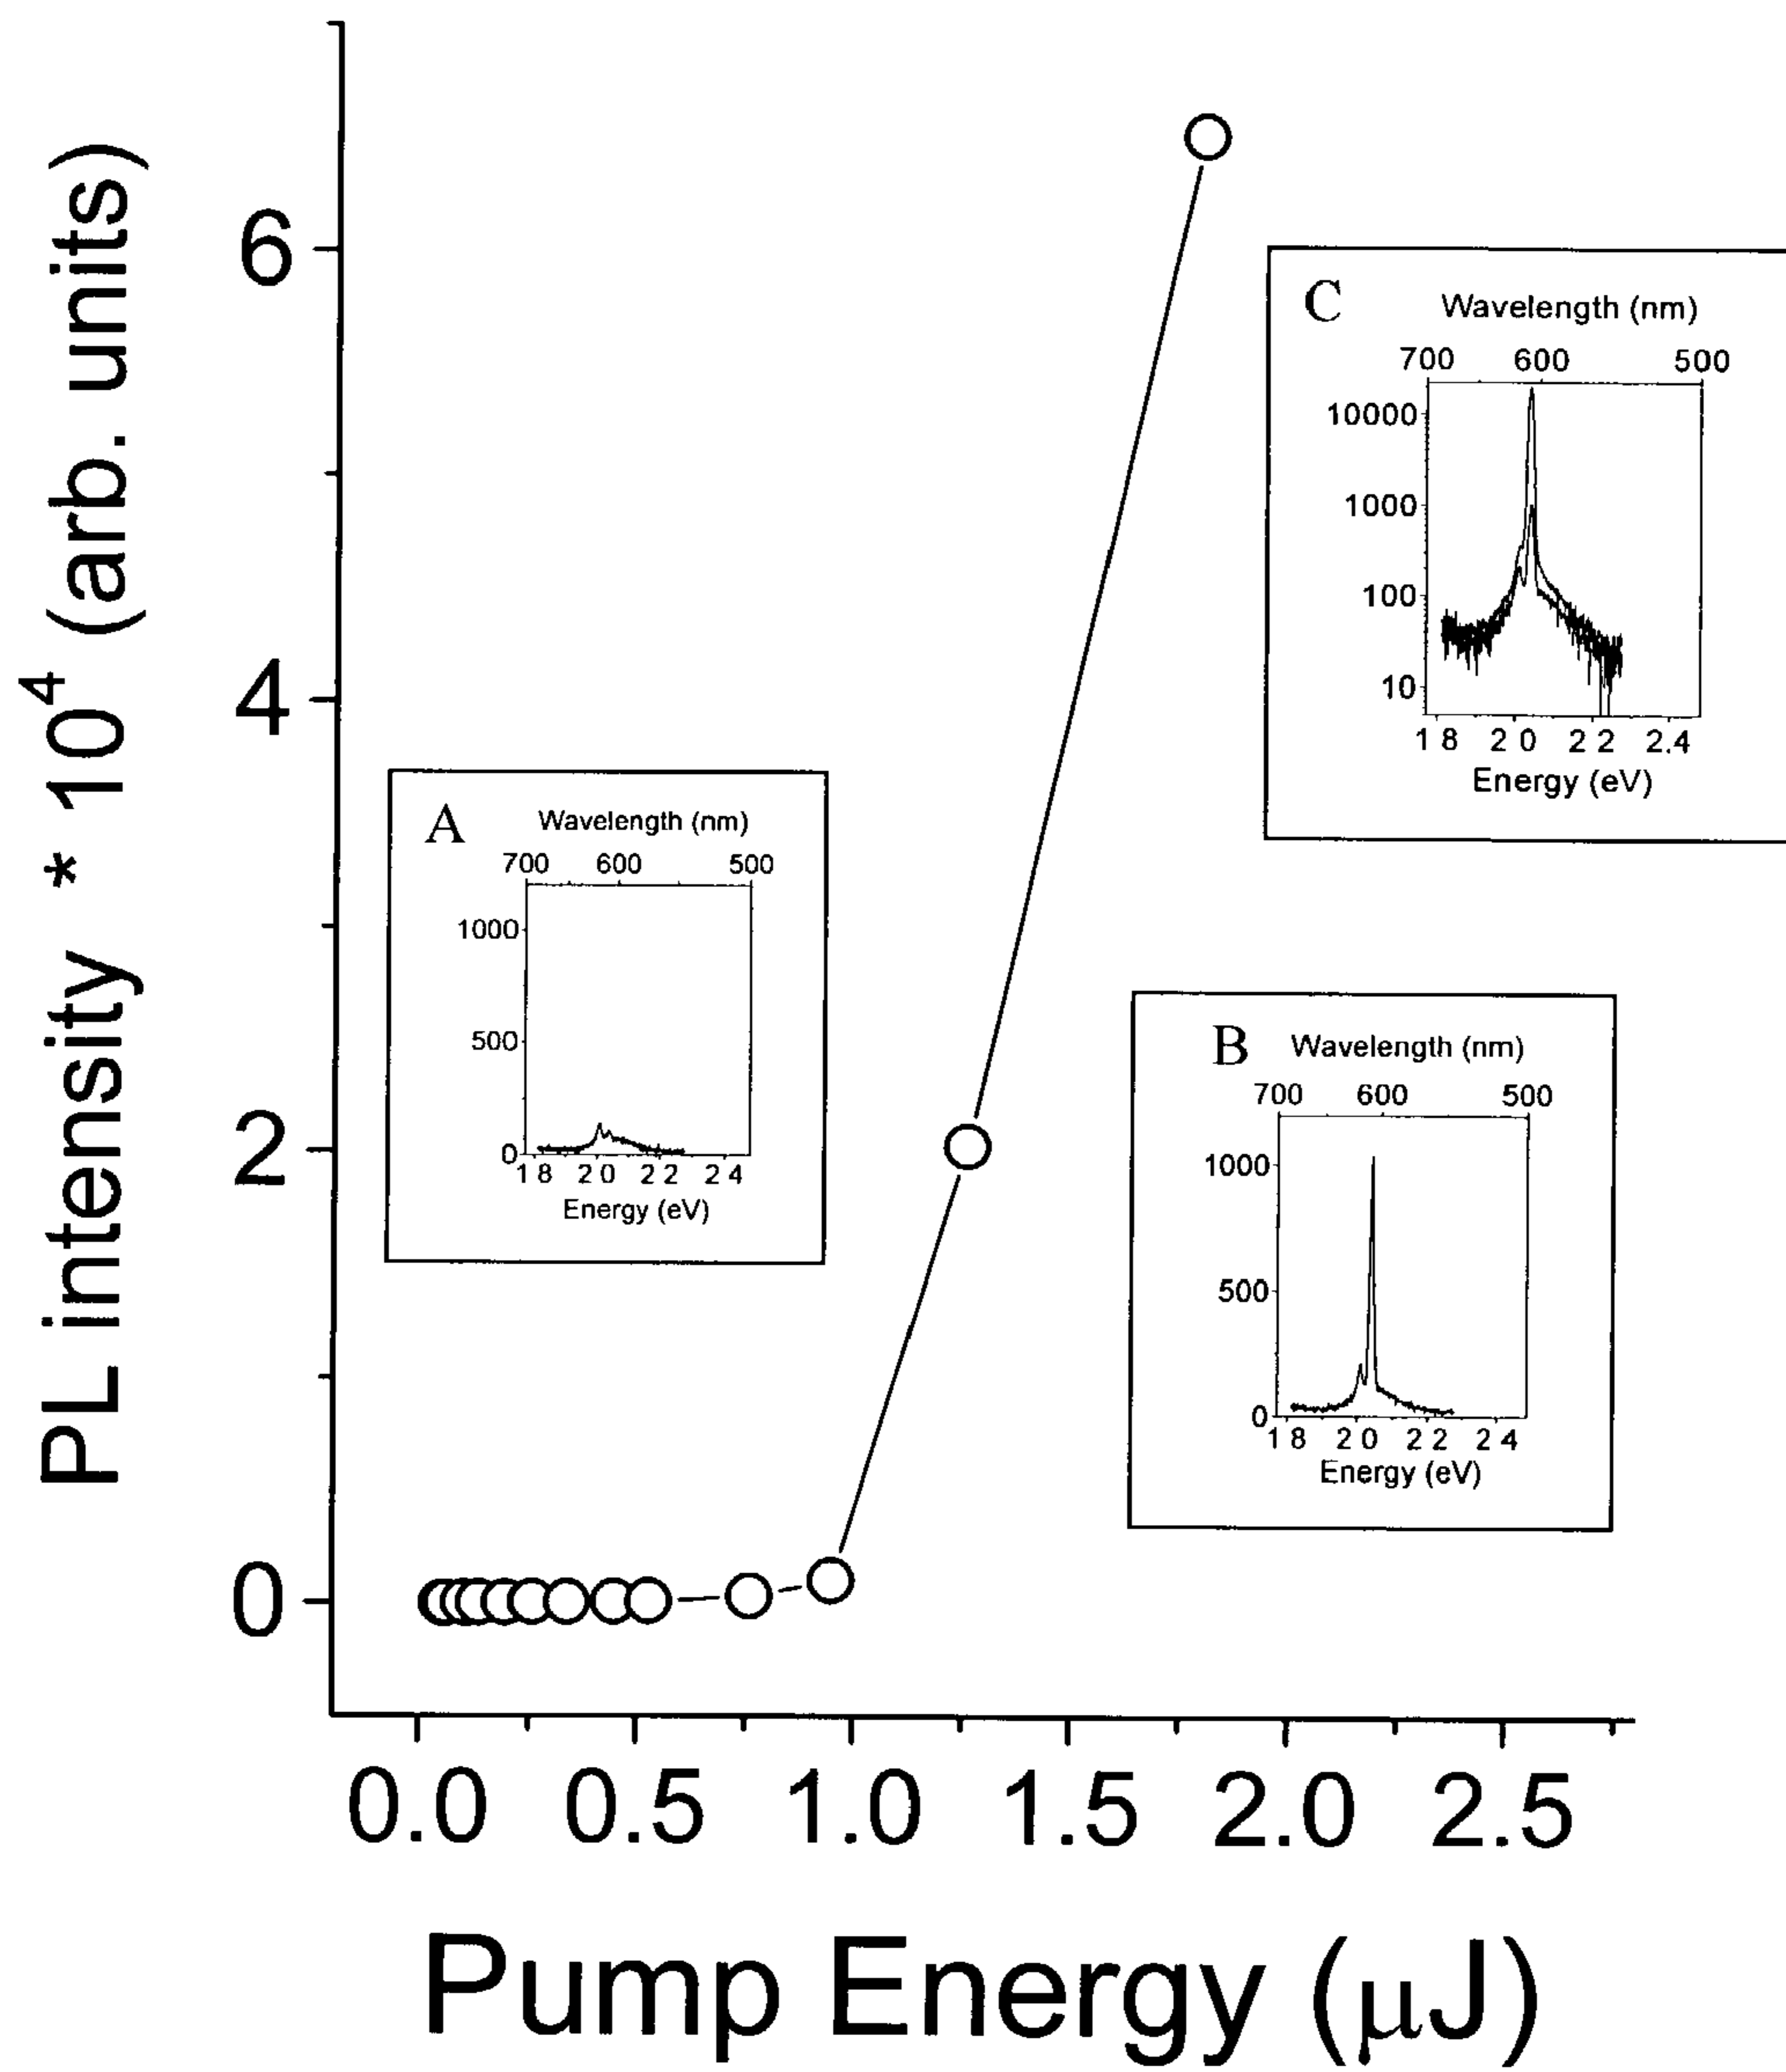 PL intensity * 10⁴ (arb. units)
6
4
2
0
A
Wavelength (nm)
700 600 500
1000
500
0
1 8 2 0 2 2 2 4
Energy (eV)
C
Wavelength (nm)
700 600 500
10000
1000
100
10
1 8 2 0 2 2 2.4
Energy (eV)
B
Wavelength (nm)
700 600 500
1000
500
0
1 8 2 0 2 2 2 4
Energy (eV)
0.0 0.5 1.0 1.5 2.0 2.5
Pump Energy (μJ)